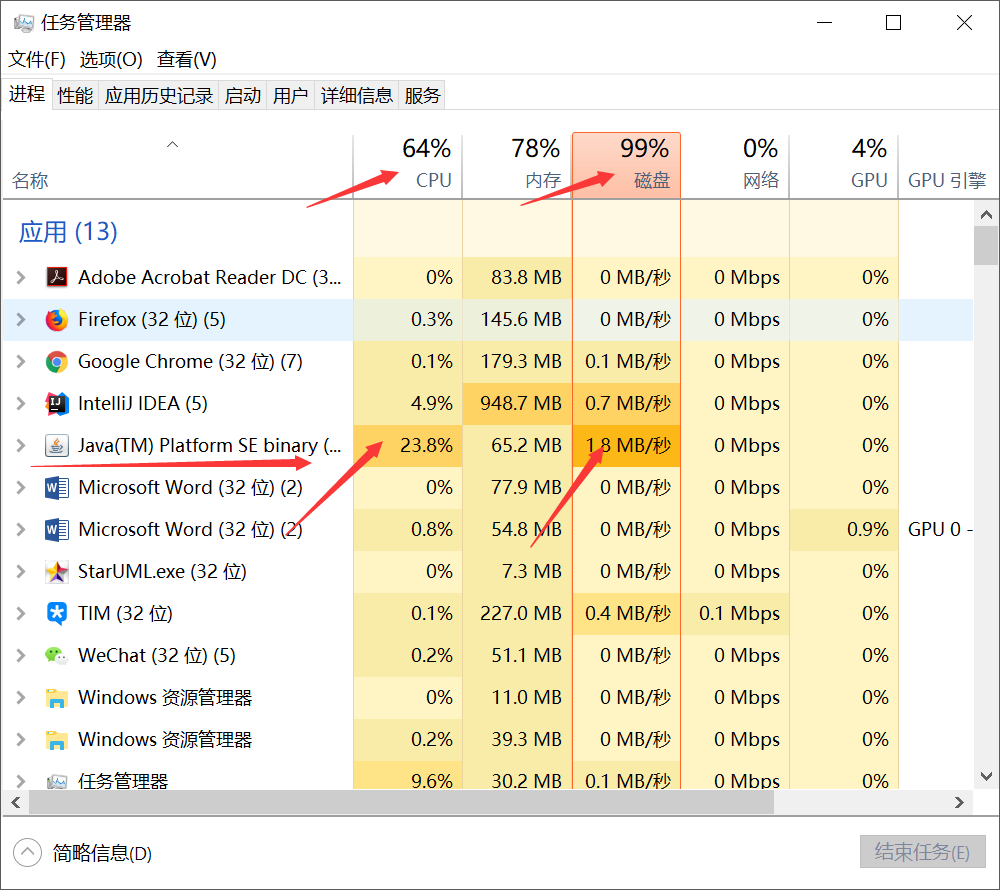 任务管理器
文件(F) 选项(O) 查看(V)
进程 性能 应用历史记录 启动 用户 详细信息 服务
64% 78% 99% 0% 4%
名称 CPU 内存 磁盘 网络 GPU GPU 引擎
应用 (13)
Adobe Acrobat Reader DC (3... 0% 83.8 MB 0 MB/秒 0 Mbps 0%
Firefox (32 位) (5) 0.3% 145.6 MB 0 MB/秒 0 Mbps 0%
Google Chrome (32 位) (7) 0.1% 179.3 MB 0.1 MB/秒 0 Mbps 0%
IJ IntelliJ IDEA (5) 4.9% 948.7 MB 0.7 MB/秒 0 Mbps 0%
Java(TM) Platform SE binary (... 23.8% 65.2 MB 1.8 MB/秒 0 Mbps 0%
W Microsoft Word (32 位) (2) 0% 77.9 MB 0 MB/秒 0 Mbps 0%
W Microsoft Word (32 位) (2) 0.8% 54.8 MB 0 MB/秒 0 Mbps 0.9% GPU 0 -
StarUML.exe (32 位) 0% 7.3 MB 0 MB/秒 0 Mbps 0%
TIM (32 位) 0.1% 227.0 MB 0.4 MB/秒 0.1 Mbps 0%
WeChat (32 位) (5) 0.2% 51.1 MB 0 MB/秒 0 Mbps 0%
Windows 资源管理器 0% 11.0 MB 0 MB/秒 0 Mbps 0%
Windows 资源管理器 0.2% 39.3 MB 0 MB/秒 0 Mbps 0%
任务管理器 9.6% 30.2 MB 0.1 MB/秒 0 Mbps 0%
简略信息(D) 结束任务(E)